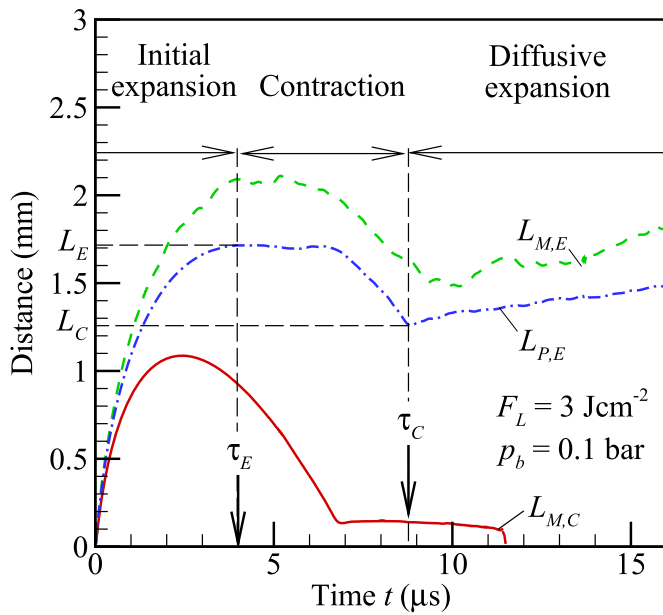 3
2.5
2
1.5
1
0.5
0
Distance (mm)
Initial
expansion
Contraction
Diffusive
expansion
L_E
L_C
L_{M,E}
L_{P,E}
F_L = 3 Jcm^{-2}
p_b = 0.1 bar
τ_E
τ_C
L_{M,C}
0 5 10 15
Time t (μs)